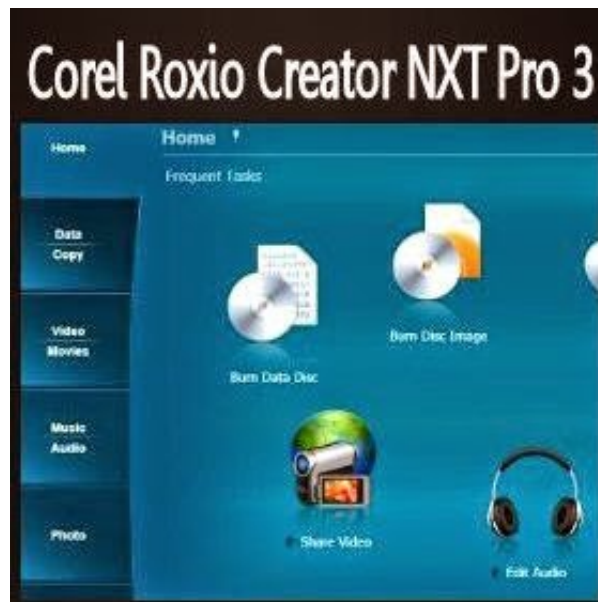 Corel Roxio Creator NXT Pro 3
Home
Home
Frequent Tasks
Data
Copy
Burn Data Disc
Burn Disc Image
Video
Movies
Music
Audio
Share Video
Edit Audio
Photo